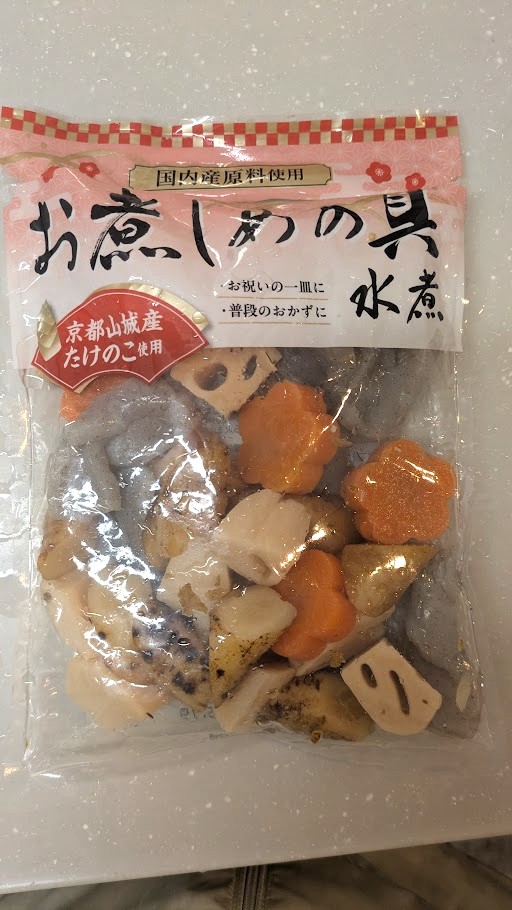 国内産原料使用
お煮しめの具
水煮
・お祝いの一皿に
・普段のおかずに
京都山城産
たけのこ使用